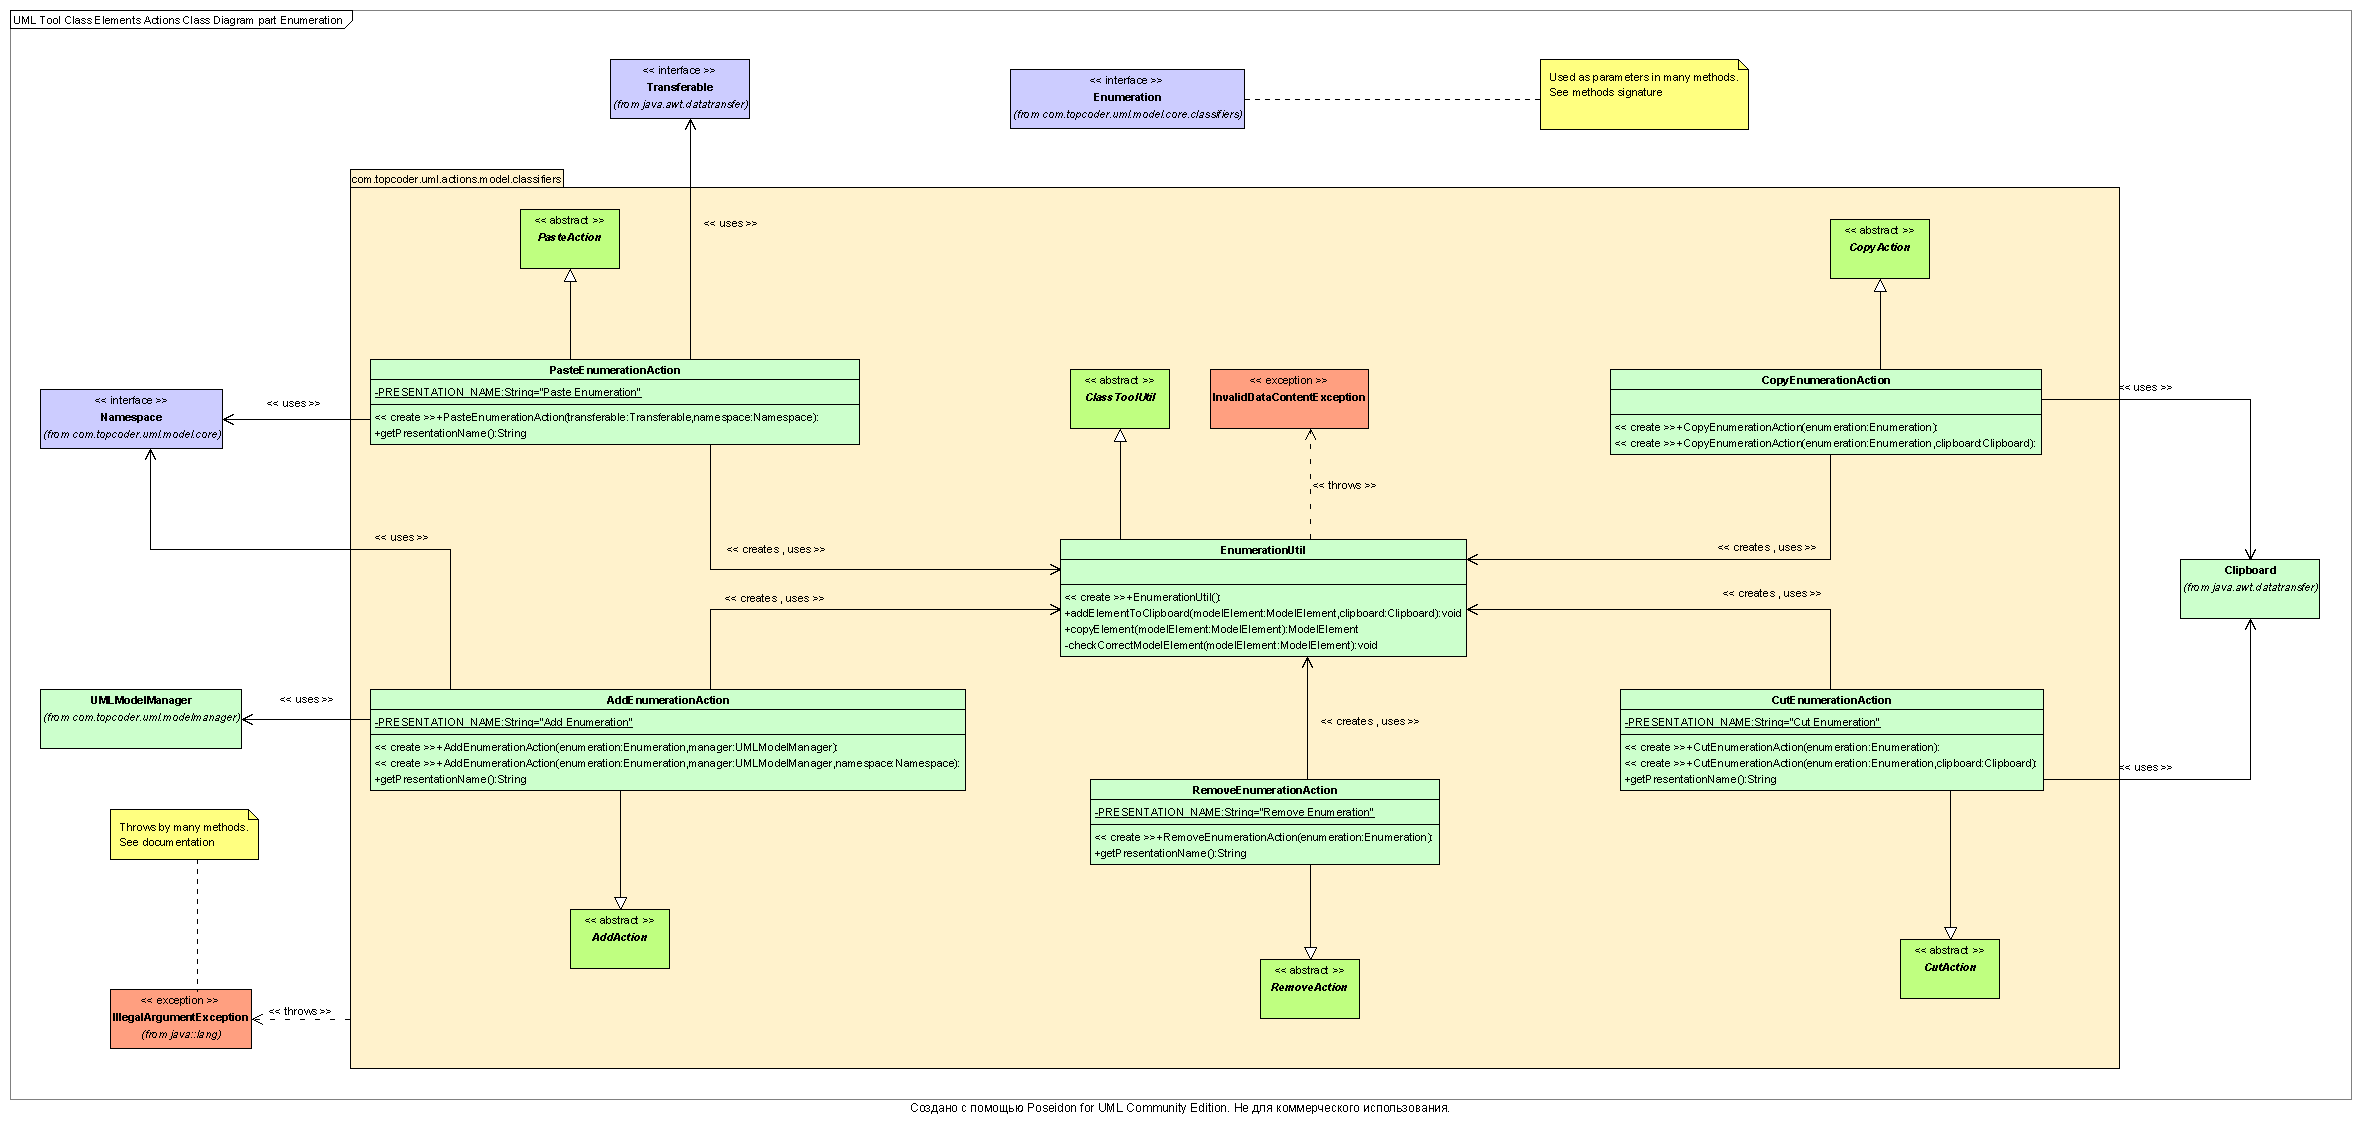 UML Tool Class Elements Actions Class Diagram part Enumeration
<< interface >>
Transferable
(from java.awt.datatransfer)
<< interface >>
Enumeration
(from com.topcoder.uml.model.core.classifiers)
Used as parameters in many methods.
See methods signature
com.topcoder.uml.actions.model.classifiers
<< uses >>
<< abstract >>
PasteAction
<< abstract >>
CopyAction
PasteEnumerationAction
-PRESENTATION_NAME:String="Paste Enumeration"
<< create >>+PasteEnumerationAction(transferable:Transferable,namespace:Namespace):
+getPresentationName():String
<< interface >>
Namespace
(from com.topcoder.uml.model.core)
<< uses >>
<< abstract >>
ClassToolUtil
<< exception >>
InvalidDataContentException
CopyEnumerationAction
<< create >>+CopyEnumerationAction(enumeration:Enumeration):
<< create >>+CopyEnumerationAction(enumeration:Enumeration,clipboard:Clipboard):
<< uses >>
<< throws >>
<< uses >>
<< creates , uses >>
<< creates , uses >>
EnumerationUtil
<< create >>+EnumerationUtil():
+addElementToClipboard(modelElement:ModelElement,clipboard:Clipboard):void
+copyElement(modelElement:ModelElement):ModelElement
-checkCorrectModelElement(modelElement:ModelElement):void
Clipboard
(from java.awt.datatransfer)
<< creates , uses >>
<< creates , uses >>
UMLModelManager
(from com.topcoder.uml.modelmanager)
<< uses >>
AddEnumerationAction
-PRESENTATION_NAME:String="Add Enumeration"
<< create >>+AddEnumerationAction(enumeration:Enumeration,manager:UMLModelManager):
<< create >>+AddEnumerationAction(enumeration:Enumeration,manager:UMLModelManager,namespace:Namespace):
+getPresentationName():String
<< creates , uses >>
CutEnumerationAction
-PRESENTATION_NAME:String="Cut Enumeration"
<< create >>+CutEnumerationAction(enumeration:Enumeration):
<< create >>+CutEnumerationAction(enumeration:Enumeration,clipboard:Clipboard):
+getPresentationName():String
<< uses >>
RemoveEnumerationAction
-PRESENTATION_NAME:String="Remove Enumeration"
<< create >>+RemoveEnumerationAction(enumeration:Enumeration):
+getPresentationName():String
Throws by many methods.
See documentation
<< abstract >>
AddAction
<< abstract >>
RemoveAction
<< abstract >>
CutAction
<< exception >>
IllegalArgumentException
(from java::lang)
<< throws >>
Создано с помощью Poseidon for UML Community Edition. Не для коммерческого использования.